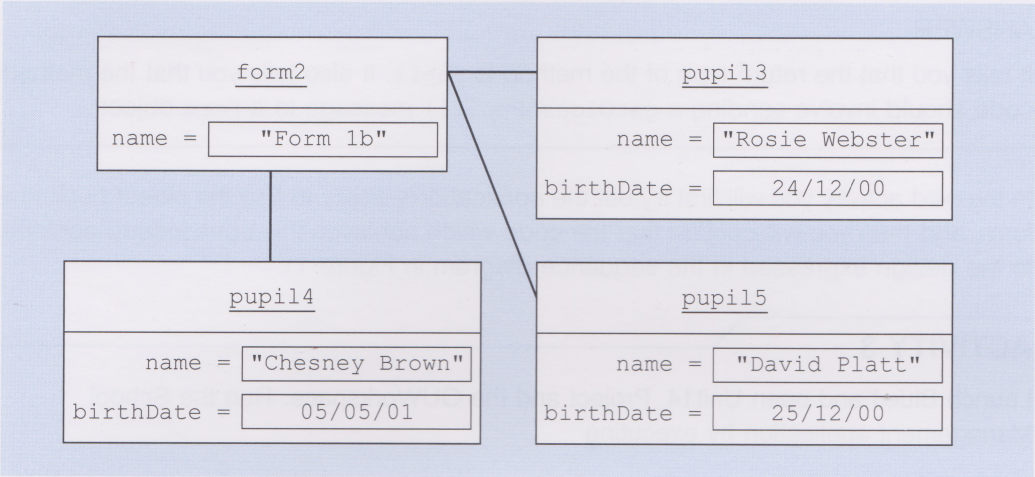 form2
name = "Form 1b"
pupil3
name = "Rosie Webster"
birthDate = 24/12/00
pupil4
name = "Chesney Brown"
birthDate = 05/05/01
pupil5
name = "David Platt"
birthDate = 25/12/00